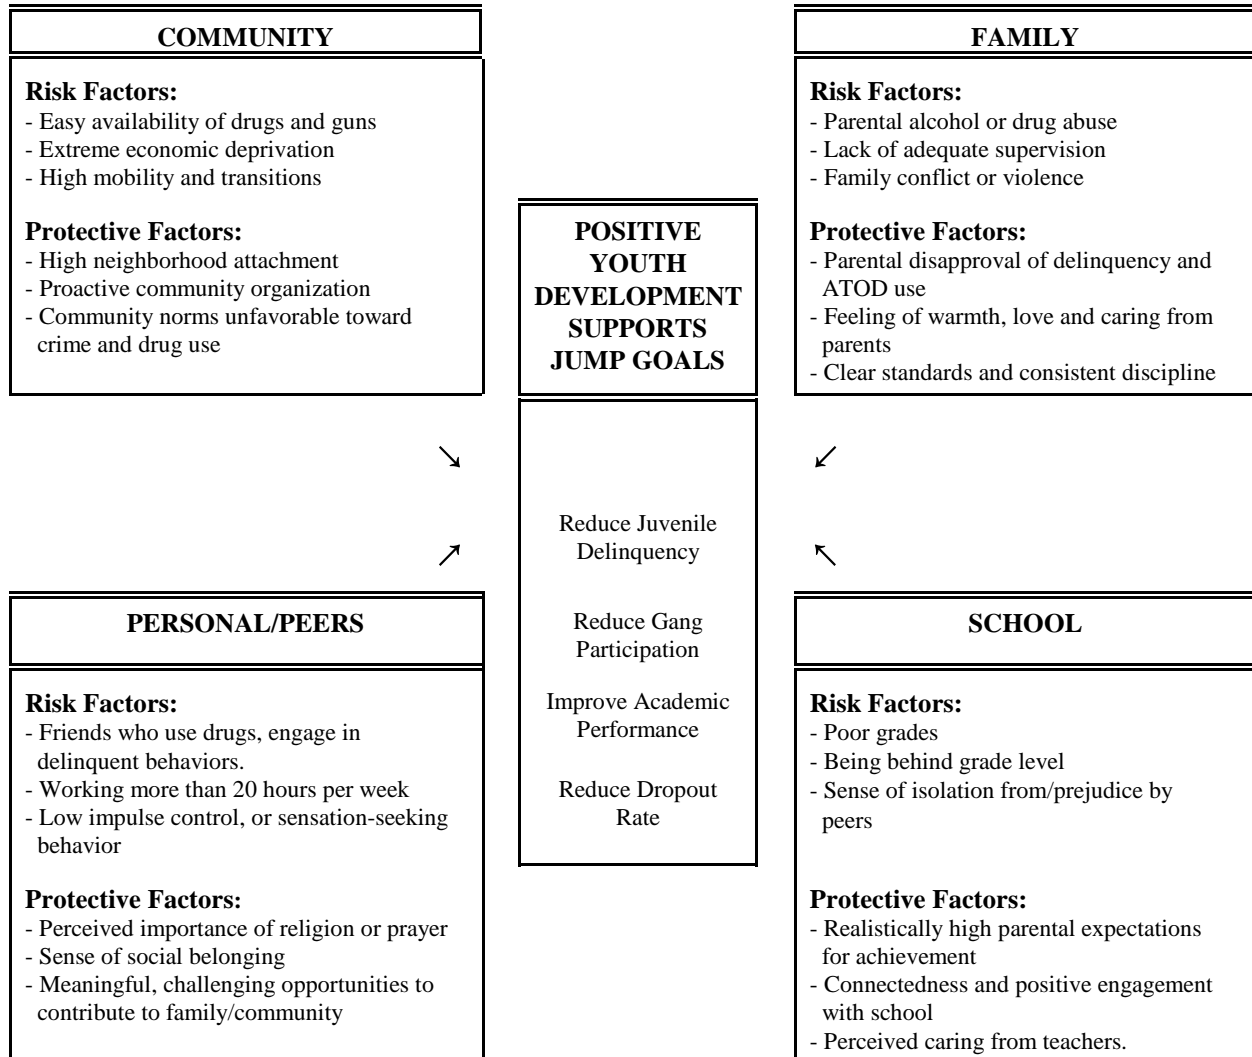 COMMUNITY
Risk Factors:
- Easy availability of drugs and guns
- Extreme economic deprivation
- High mobility and transitions
Protective Factors:
- High neighborhood attachment
- Proactive community organization
- Community norms unfavorable toward
crime and drug use
FAMILY
Risk Factors:
- Parental alcohol or drug abuse
- Lack of adequate supervision
- Family conflict or violence
Protective Factors:
- Parental disapproval of delinquency and
ATOD use
- Feeling of warmth, love and caring from
parents
- Clear standards and consistent discipline
POSITIVE
YOUTH
DEVELOPMENT
SUPPORTS
JUMP GOALS
Reduce Juvenile
Delinquency
Reduce Gang
Participation
Improve Academic
Performance
Reduce Dropout
Rate
PERSONAL/PEERS
Risk Factors:
- Friends who use drugs, engage in
delinquent behaviors.
- Working more than 20 hours per week
- Low impulse control, or sensation-seeking
behavior
Protective Factors:
- Perceived importance of religion or prayer
- Sense of social belonging
- Meaningful, challenging opportunities to
contribute to family/community
SCHOOL
Risk Factors:
- Poor grades
- Being behind grade level
- Sense of isolation from/prejudice by
peers
Protective Factors:
- Realistically high parental expectations
for achievement
- Connectedness and positive engagement
with school
- Perceived caring from teachers.